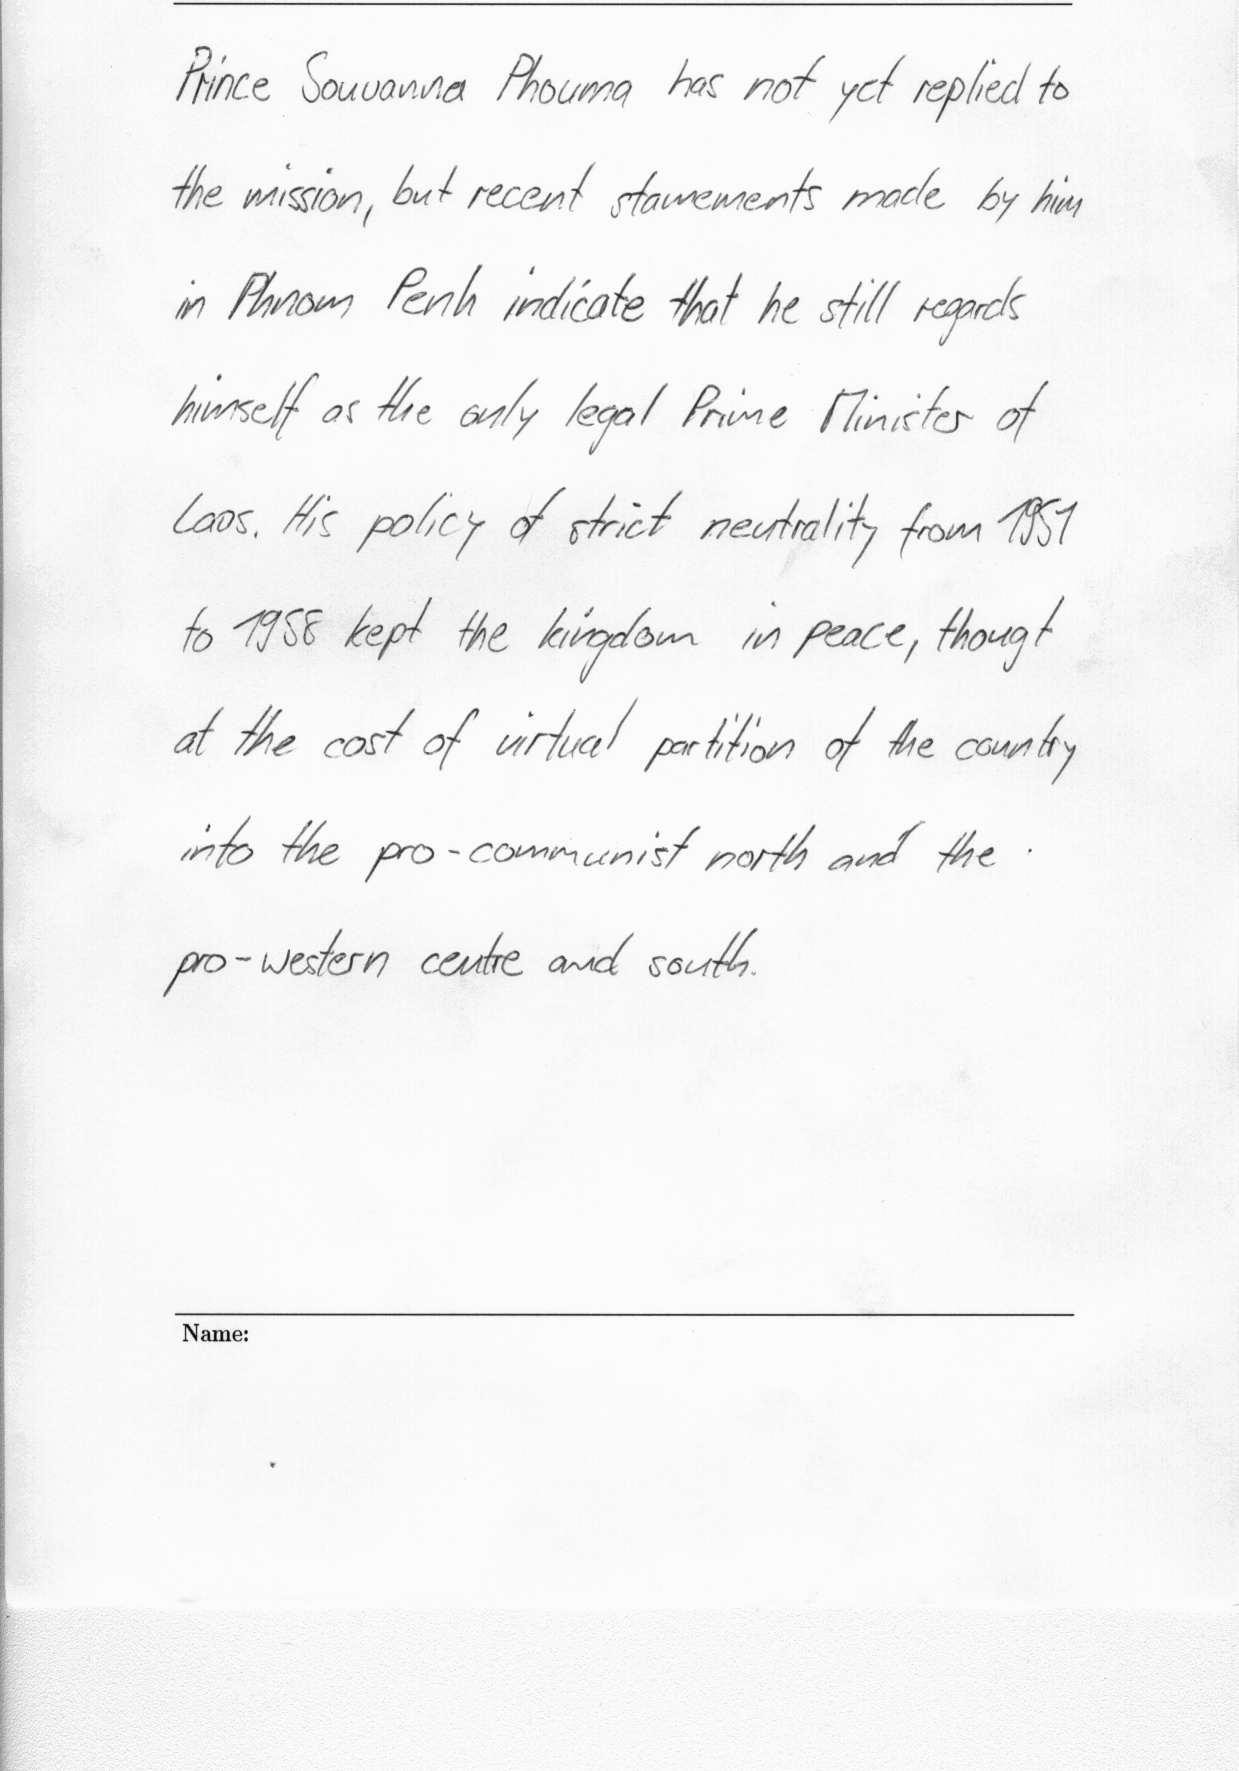 Prince Souvanna Phouma has not yet replied to
the mission, but recent stawements made by him
in Phnom Penh indicate that he still regards
himself as the only legal Prime Minister of
Laos. His policy of strict neutrality from 1951
to 1958 kept the kingdom in peace, thougt
at the cost of virtual partition of the country
into the pro-communist north and the
pro-western centre and south.
Name: